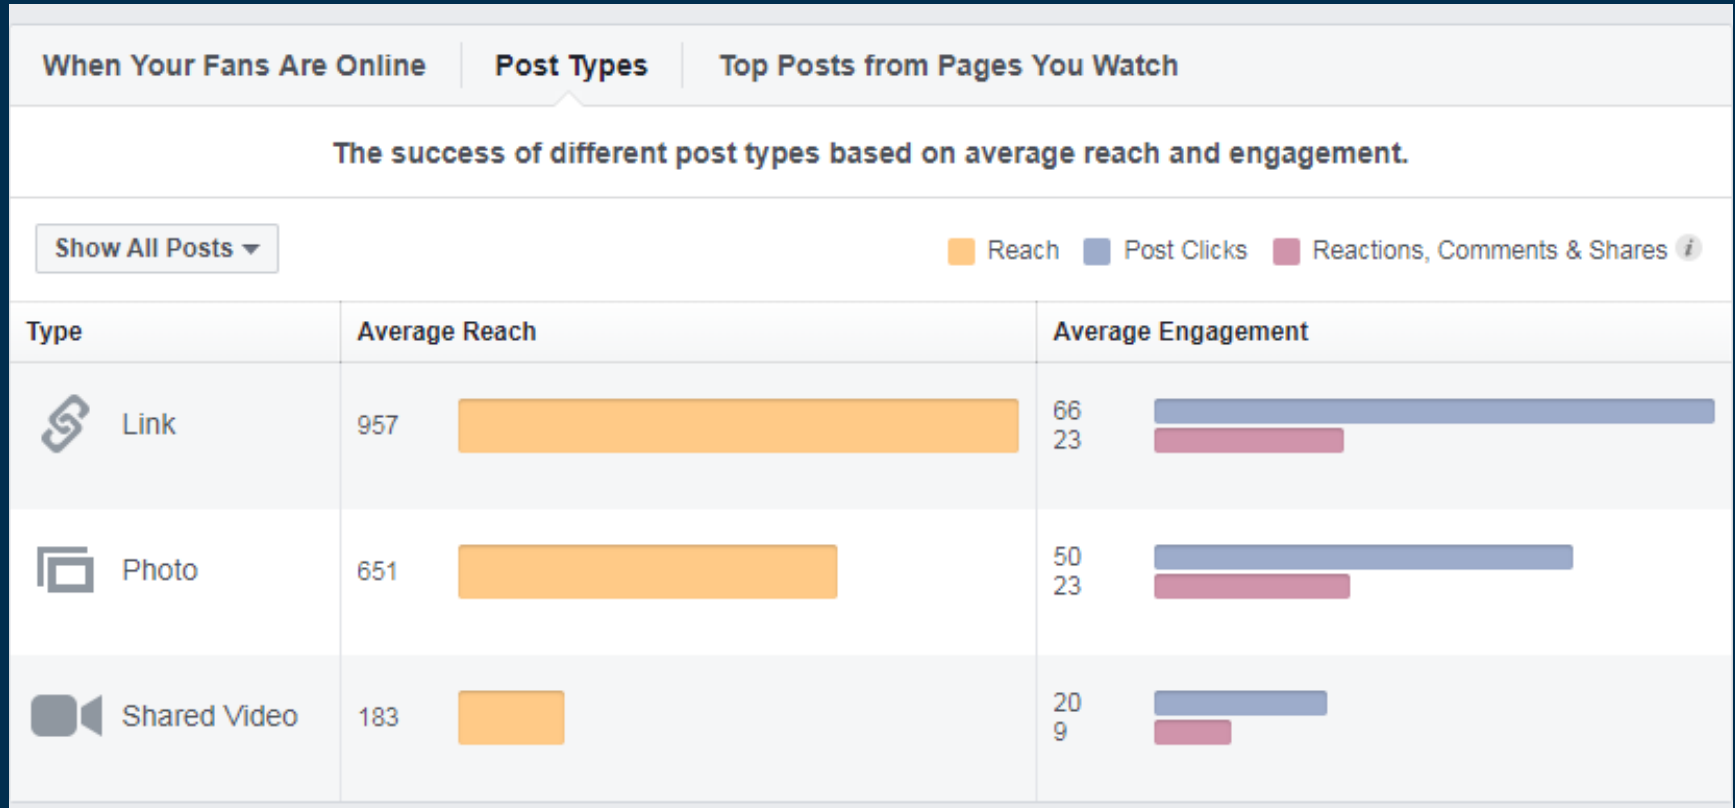 When Your Fans Are Online Post Types Top Posts from Pages You Watch
The success of different post types based on average reach and engagement.
Show All Posts Reach Post Clicks Reactions, Comments & Shares i
Type Average Reach Average Engagement
Link 957 66
23
Photo 651 50
23
Shared Video 183 20
9